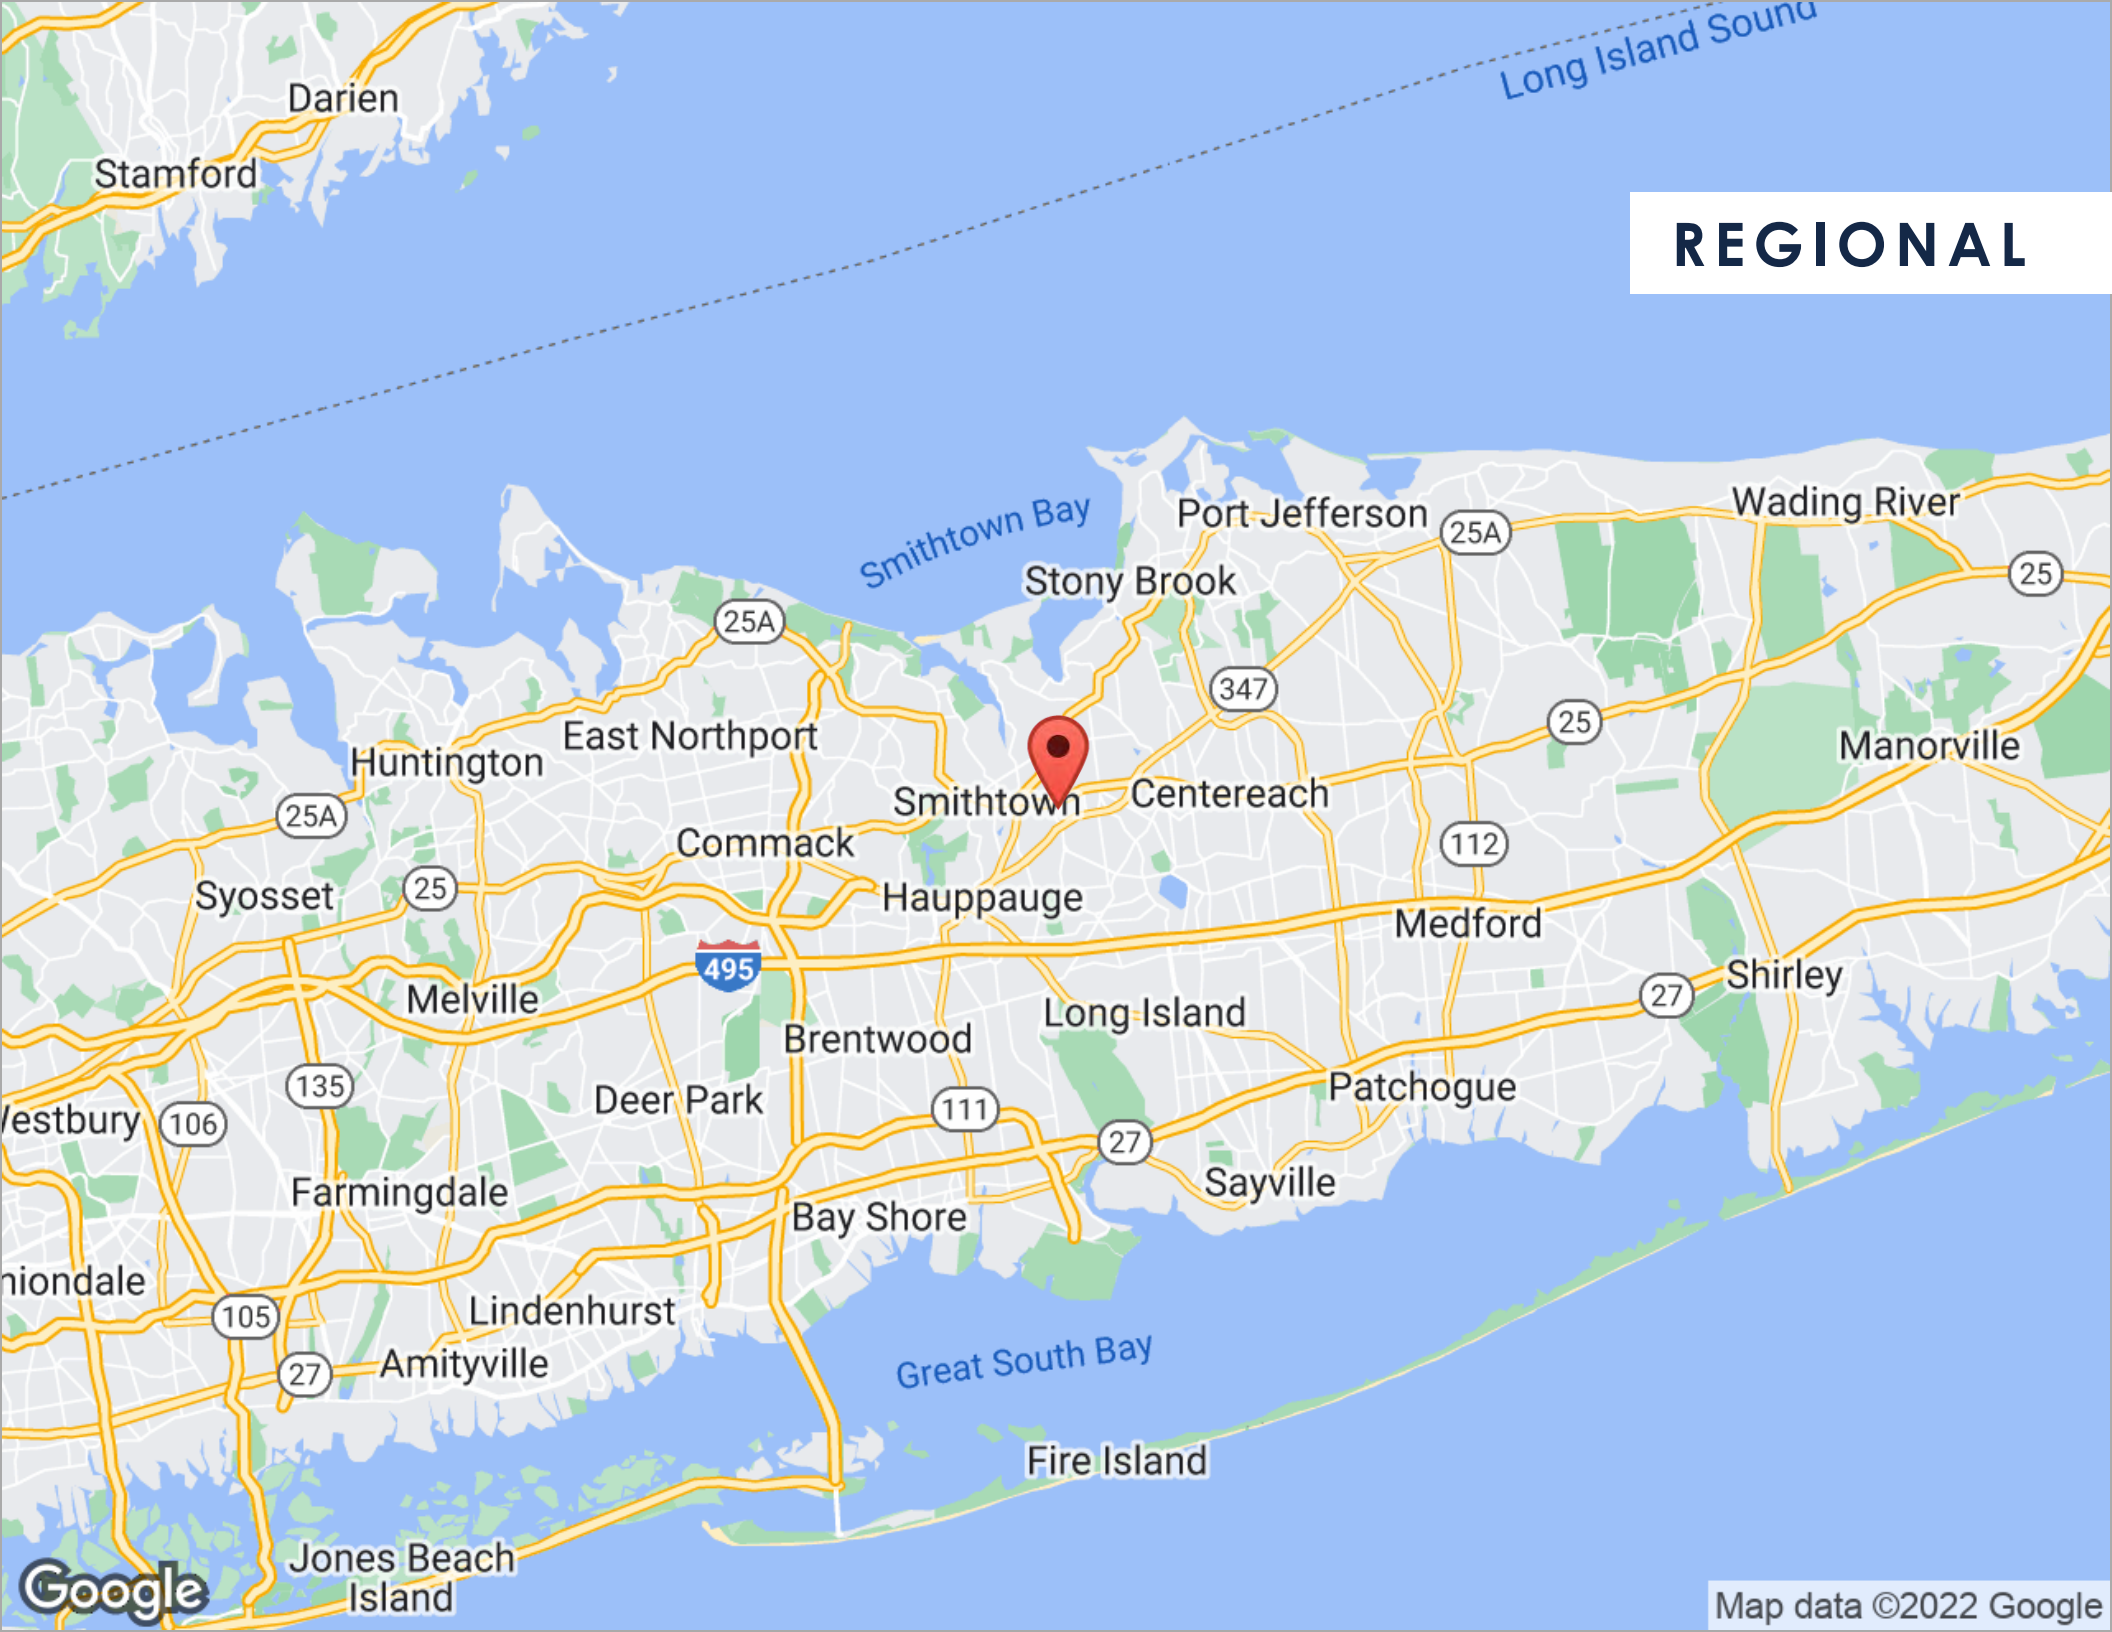 Long Island Sound
Darien
Stamford
REGIONAL
Smithtown Bay
Port Jefferson
Wading River
25A
Stony Brook
25
25A
347
25
East Northport
Huntington
Manorville
Smithtown
Centereach
25A
Commack
112
Syosset
25
Hauppauge
Medford
495
Shirley
Melville
27
Long Island
Brentwood
135
Deer Park
Patchogue
111
estbury
106
27
Farmingdale
Sayville
Bay Shore
niondale
105
Lindenhurst
Great South Bay
Amityville
27
Fire Island
Jones Beach
Island
Google
Map data ©2022 Google